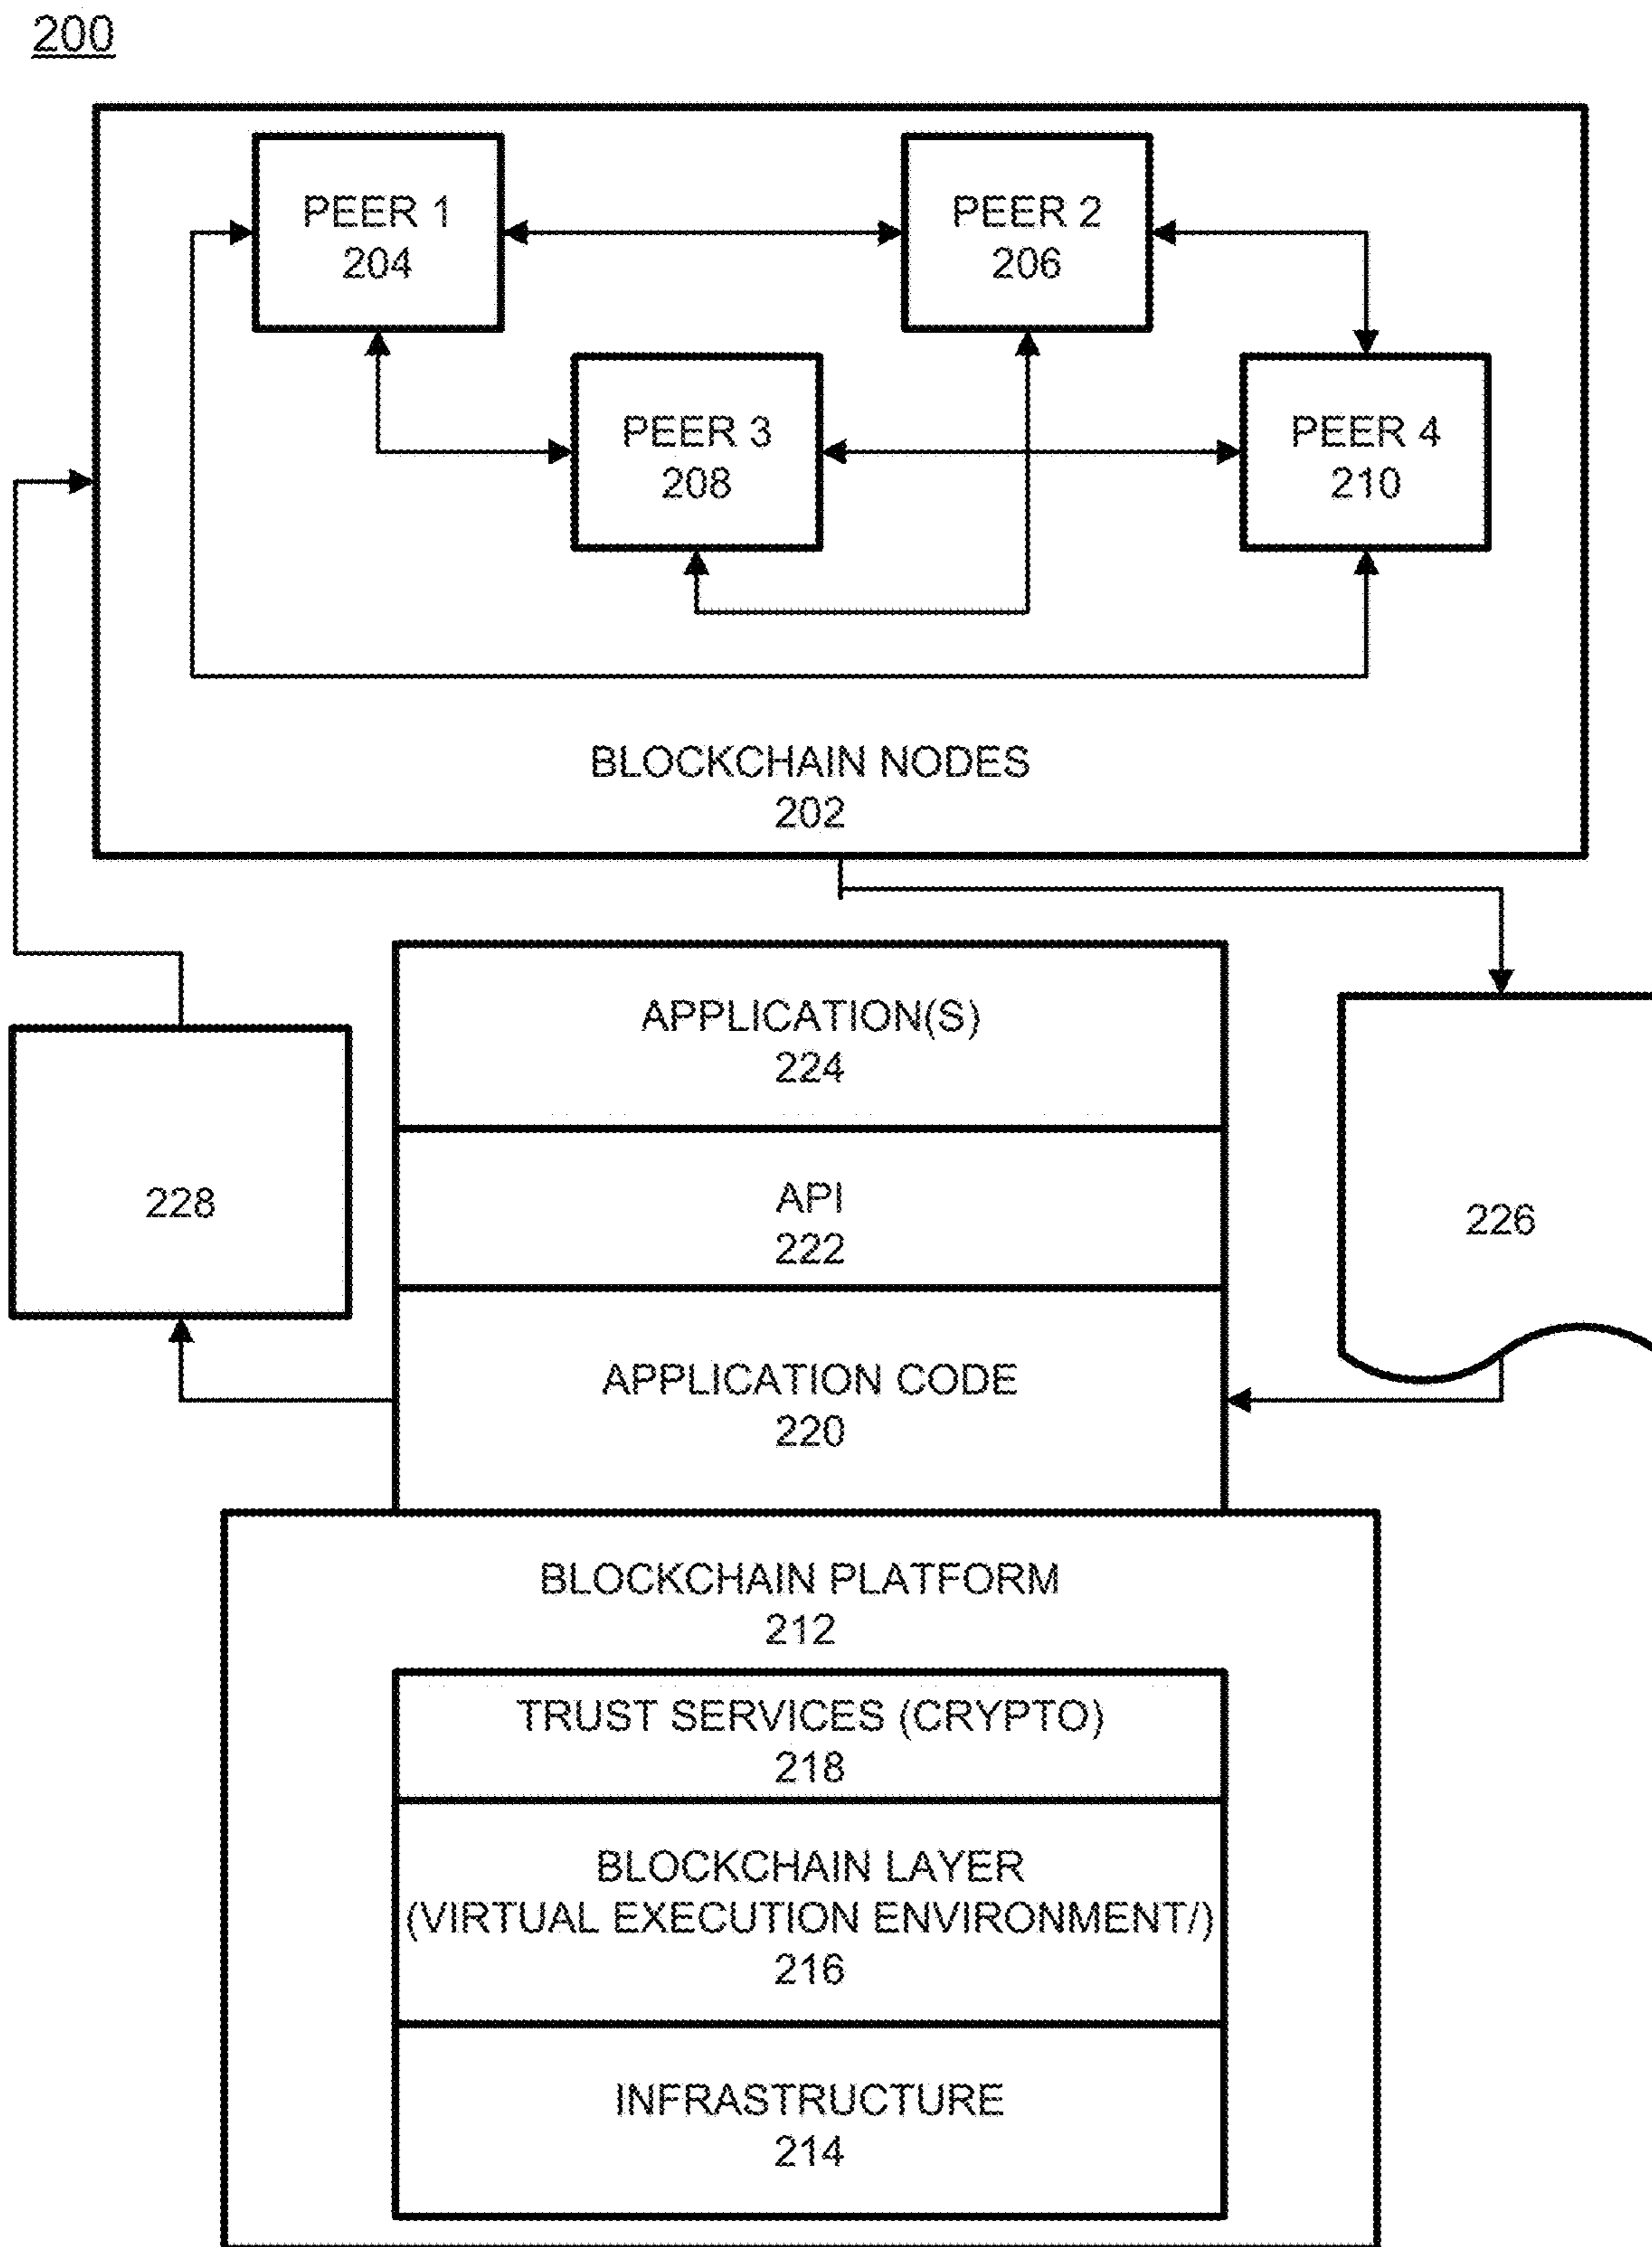 200
PEER 1
204
PEER 2
206
PEER 3
208
PEER 4
210
BLOCKCHAIN NODES
202
APPLICATION(S)
224
API
222
228
226
APPLICATION CODE
220
BLOCKCHAIN PLATFORM
212
TRUST SERVICES (CRYPTO)
218
BLOCKCHAIN LAYER
(VIRTUAL EXECUTION ENVIRONMENT/)
216
INFRASTRUCTURE
214